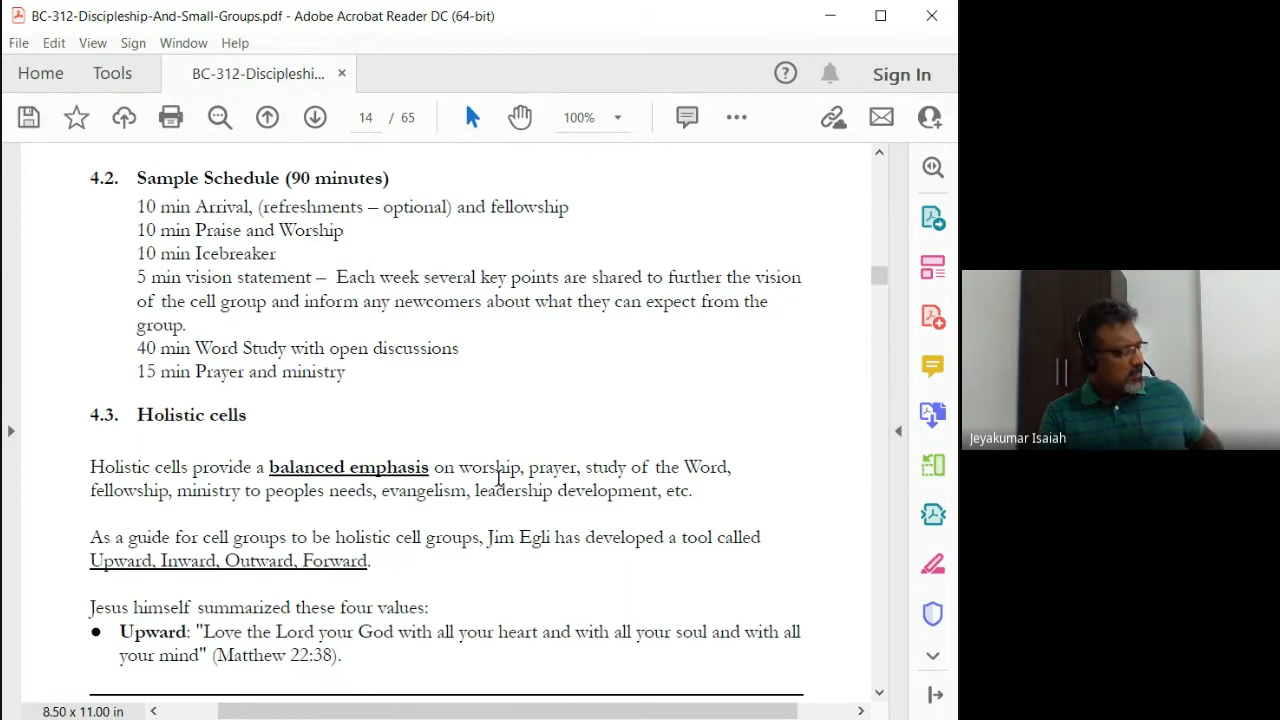 BC-312-Discipleship-And-Small-Groups.pdf - Adobe Acrobat Reader DC (64-bit)
File Edit View Sign Window Help
Home Tools BC-312-Discipleshi... × Sign In
14 / 65 100%
4.2. Sample Schedule (90 minutes)
10 min Arrival, (refreshments – optional) and fellowship
10 min Praise and Worship
10 min Icebreaker
5 min vision statement – Each week several key points are shared to further the vision
of the cell group and inform any newcomers about what they can expect from the
group.
40 min Word Study with open discussions
15 min Prayer and ministry
4.3. Holistic cells
Holistic cells provide a balanced emphasis on worship, prayer, study of the Word,
fellowship, ministry to peoples needs, evangelism, leadership development, etc.
As a guide for cell groups to be holistic cell groups, Jim Egli has developed a tool called
Upward, Inward, Outward, Forward.
Jesus himself summarized these four values:
● Upward: "Love the Lord your God with all your heart and with all your soul and with all
your mind" (Matthew 22:38).
8.50 x 11.00 in
Jeyakumar Isaiah